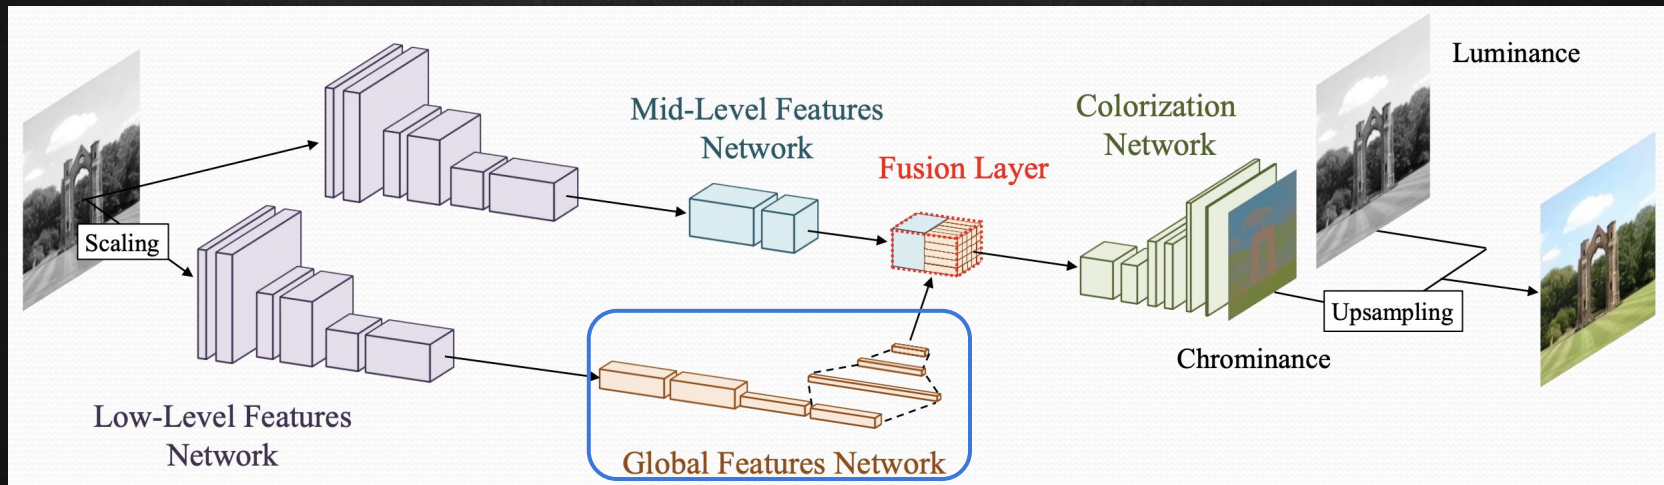 Luminance
Mid-Level Features
Network
Colorization
Network
Fusion Layer
Scaling
Upsampling
Chrominance
Low-Level Features
Network
Global Features Network